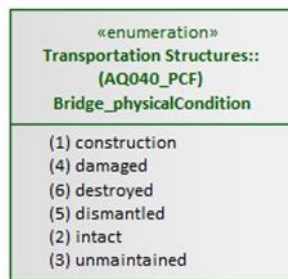 «enumeration»
Transportation Structures::
(AQ040_PCF)
Bridge_physicalCondition
(1) construction
(4) damaged
(6) destroyed
(5) dismantled
(2) intact
(3) unmaintained